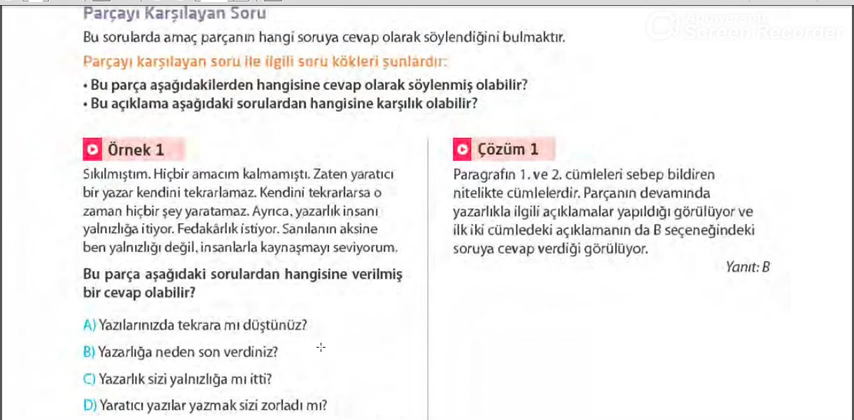 Parçayı Karşılayan Soru
Bu sorularda amaç parçanın hangi soruya cevap olarak söylendiğini bulmaktır.
Parçayı karşılayan soru ile ilgili soru kökleri şunlardır:
• Bu parça aşağıdakilerden hangisine cevap olarak söylenmiş olabilir?
• Bu açıklama aşağıdaki sorulardan hangisine karşılık olabilir?
Örnek 1
Sıkılmıştım. Hiçbir amacım kalmamıştı. Zaten yaratıcı
bir yazar kendini tekrarlamaz. Kendini tekrarlarsa o
zaman hiçbir şey yaratamaz. Ayrıca, yazarlık insanı
yalnızlığa itiyor. Fedakârlık istiyor. Sanılanın aksine
ben yalnızlığı değil, insanlarla kaynaşmayı seviyorum.
Bu parça aşağıdaki sorulardan hangisine verilmiş
bir cevap olabilir?
A) Yazılarınızda tekrara mı düştünüz?
B) Yazarlığa neden son verdiniz?
C) Yazarlık sizi yalnızlığa mı itti?
D) Yaratıcı yazılar yazmak sizi zorladı mı?
Çözüm 1
Paragrafın 1. ve 2. cümleleri sebep bildiren
nitelikte cümlelerdir. Parçanın devamında
yazarlıkla ilgili açıklamalar yapıldığı görülüyor ve
ilk iki cümledeki açıklamanın da B seçeneğindeki
soruya cevap verdiği görülüyor.
Yanıt: B
Screen Recorder